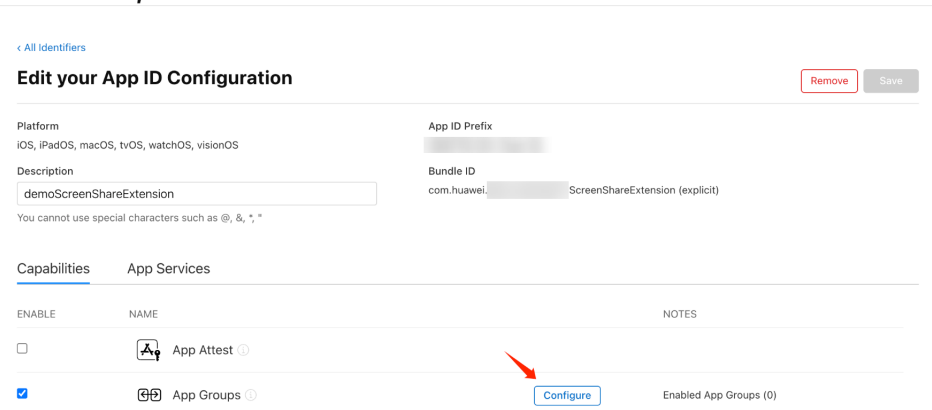 ‹ All Identifiers
Edit your App ID Configuration
Remove
Save
Platform
App ID Prefix
iOS, iPadOS, macOS, tvOS, watchOS, visionOS
Description
Bundle ID
demoScreenShareExtension
com.huawei. ScreenShareExtension (explicit)
You cannot use special characters such as @, &, *, "
Capabilities
App Services
ENABLE
NAME
NOTES
App Attest
App Groups
Configure
Enabled App Groups (0)